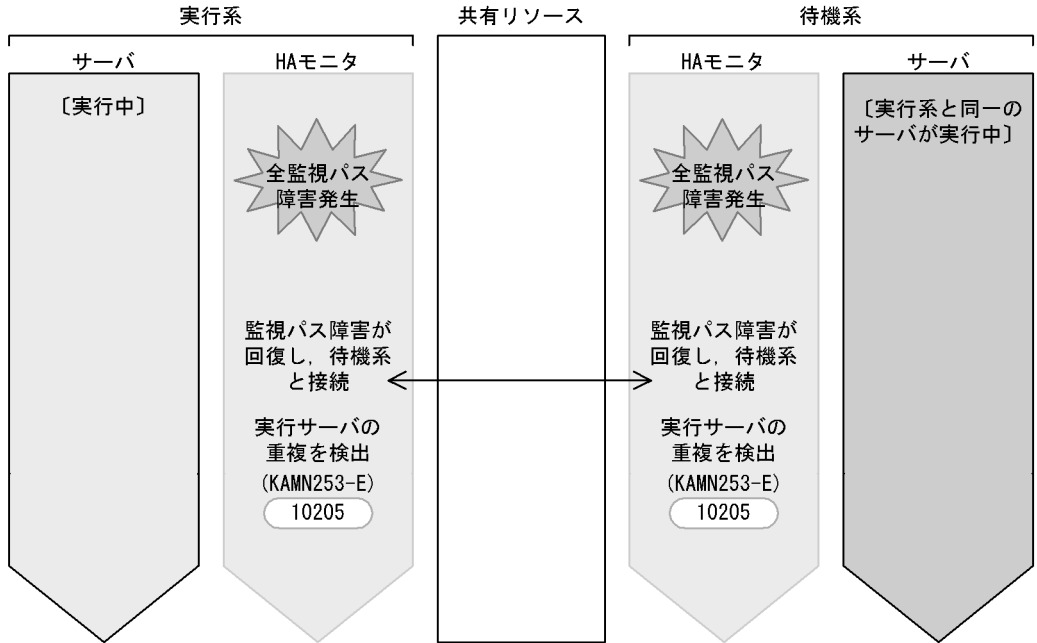 実行系
共有リソース
待機系
サーバ
HAモニタ
HAモニタ
サーバ
〔実行中〕
全監視パス
障害発生
監視パス障害が
回復し，待機系
と接続
実行サーバの
重複を検出
(KAMN253-E)
10205
全監視パス
障害発生
監視パス障害が
回復し，待機系
と接続
実行サーバの
重複を検出
(KAMN253-E)
10205
〔実行系と同一の
サーバが実行中〕